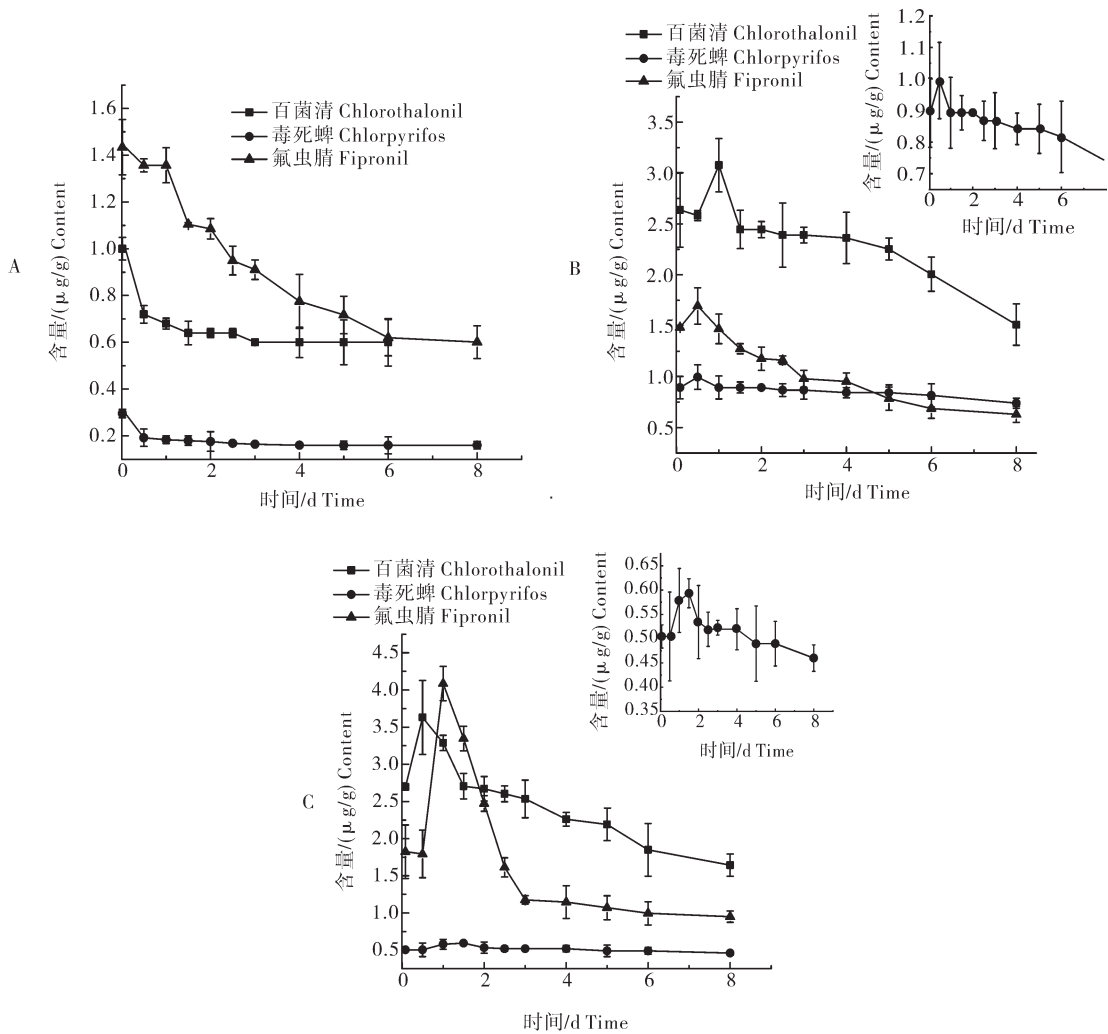 百菌清 Chlorothalonil
毒死蜱 Chlorpyrifos
氟虫腈 Fipronil
1.6
1.4
1.2
1.0
0.8
0.6
0.4
0.2
含量/(μg/g) Content
A
0 2 4 6 8
时间/d Time
百菌清 Chlorothalonil
毒死蜱 Chlorpyrifos
氟虫腈 Fipronil
3.5
3.0
2.5
2.0
1.5
1.0
0.5
含量/(μg/g) Content
B
0 2 4 6 8
时间/d Time
1.2
1.1
1.0
0.9
0.8
0.7
含量/(μg/g) Content
0 2 4 6 8
时间/d Time
百菌清 Chlorothalonil
毒死蜱 Chlorpyrifos
氟虫腈 Fipronil
4.5
4.0
3.5
3.0
2.5
2.0
1.5
1.0
0.5
含量/(μg/g) Content
C
0 2 4 6 8
时间/d Time
0.65
0.60
0.55
0.50
0.45
0.40
0.35
含量/(μg/g) Content
0 2 4 6 8
时间/d Time